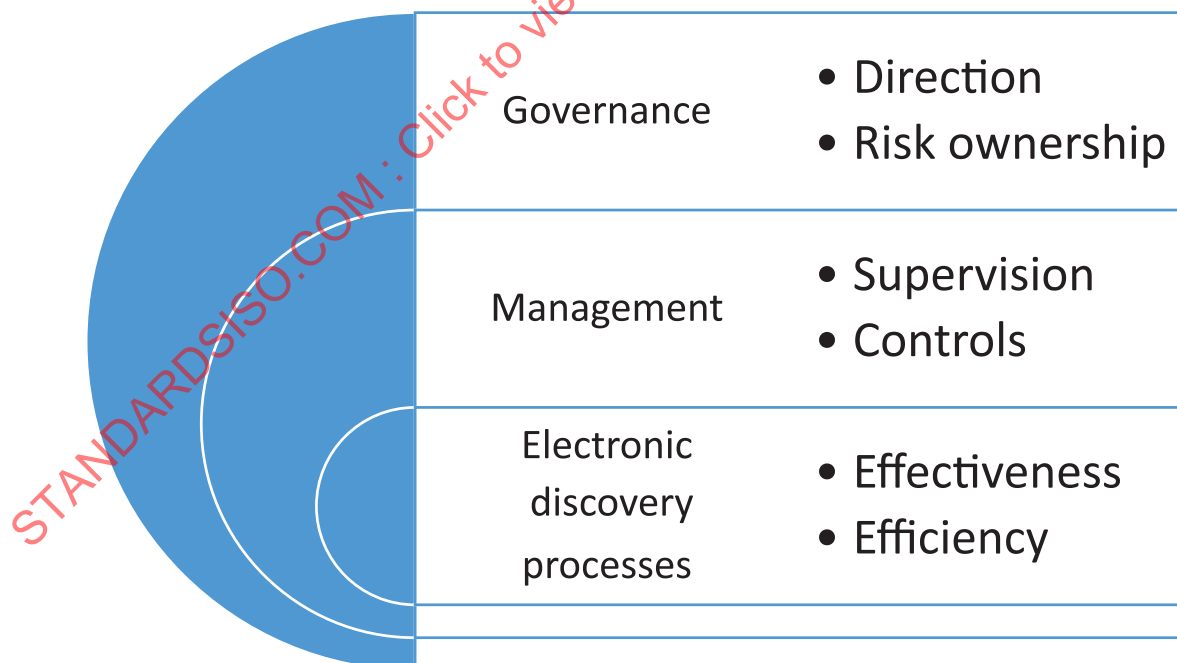 Governance
• Direction
• Risk ownership
Management
• Supervision
• Controls
Electronic
discovery
processes
• Effectiveness
• Efficiency
STANDARDSISO.COM : Click to vie